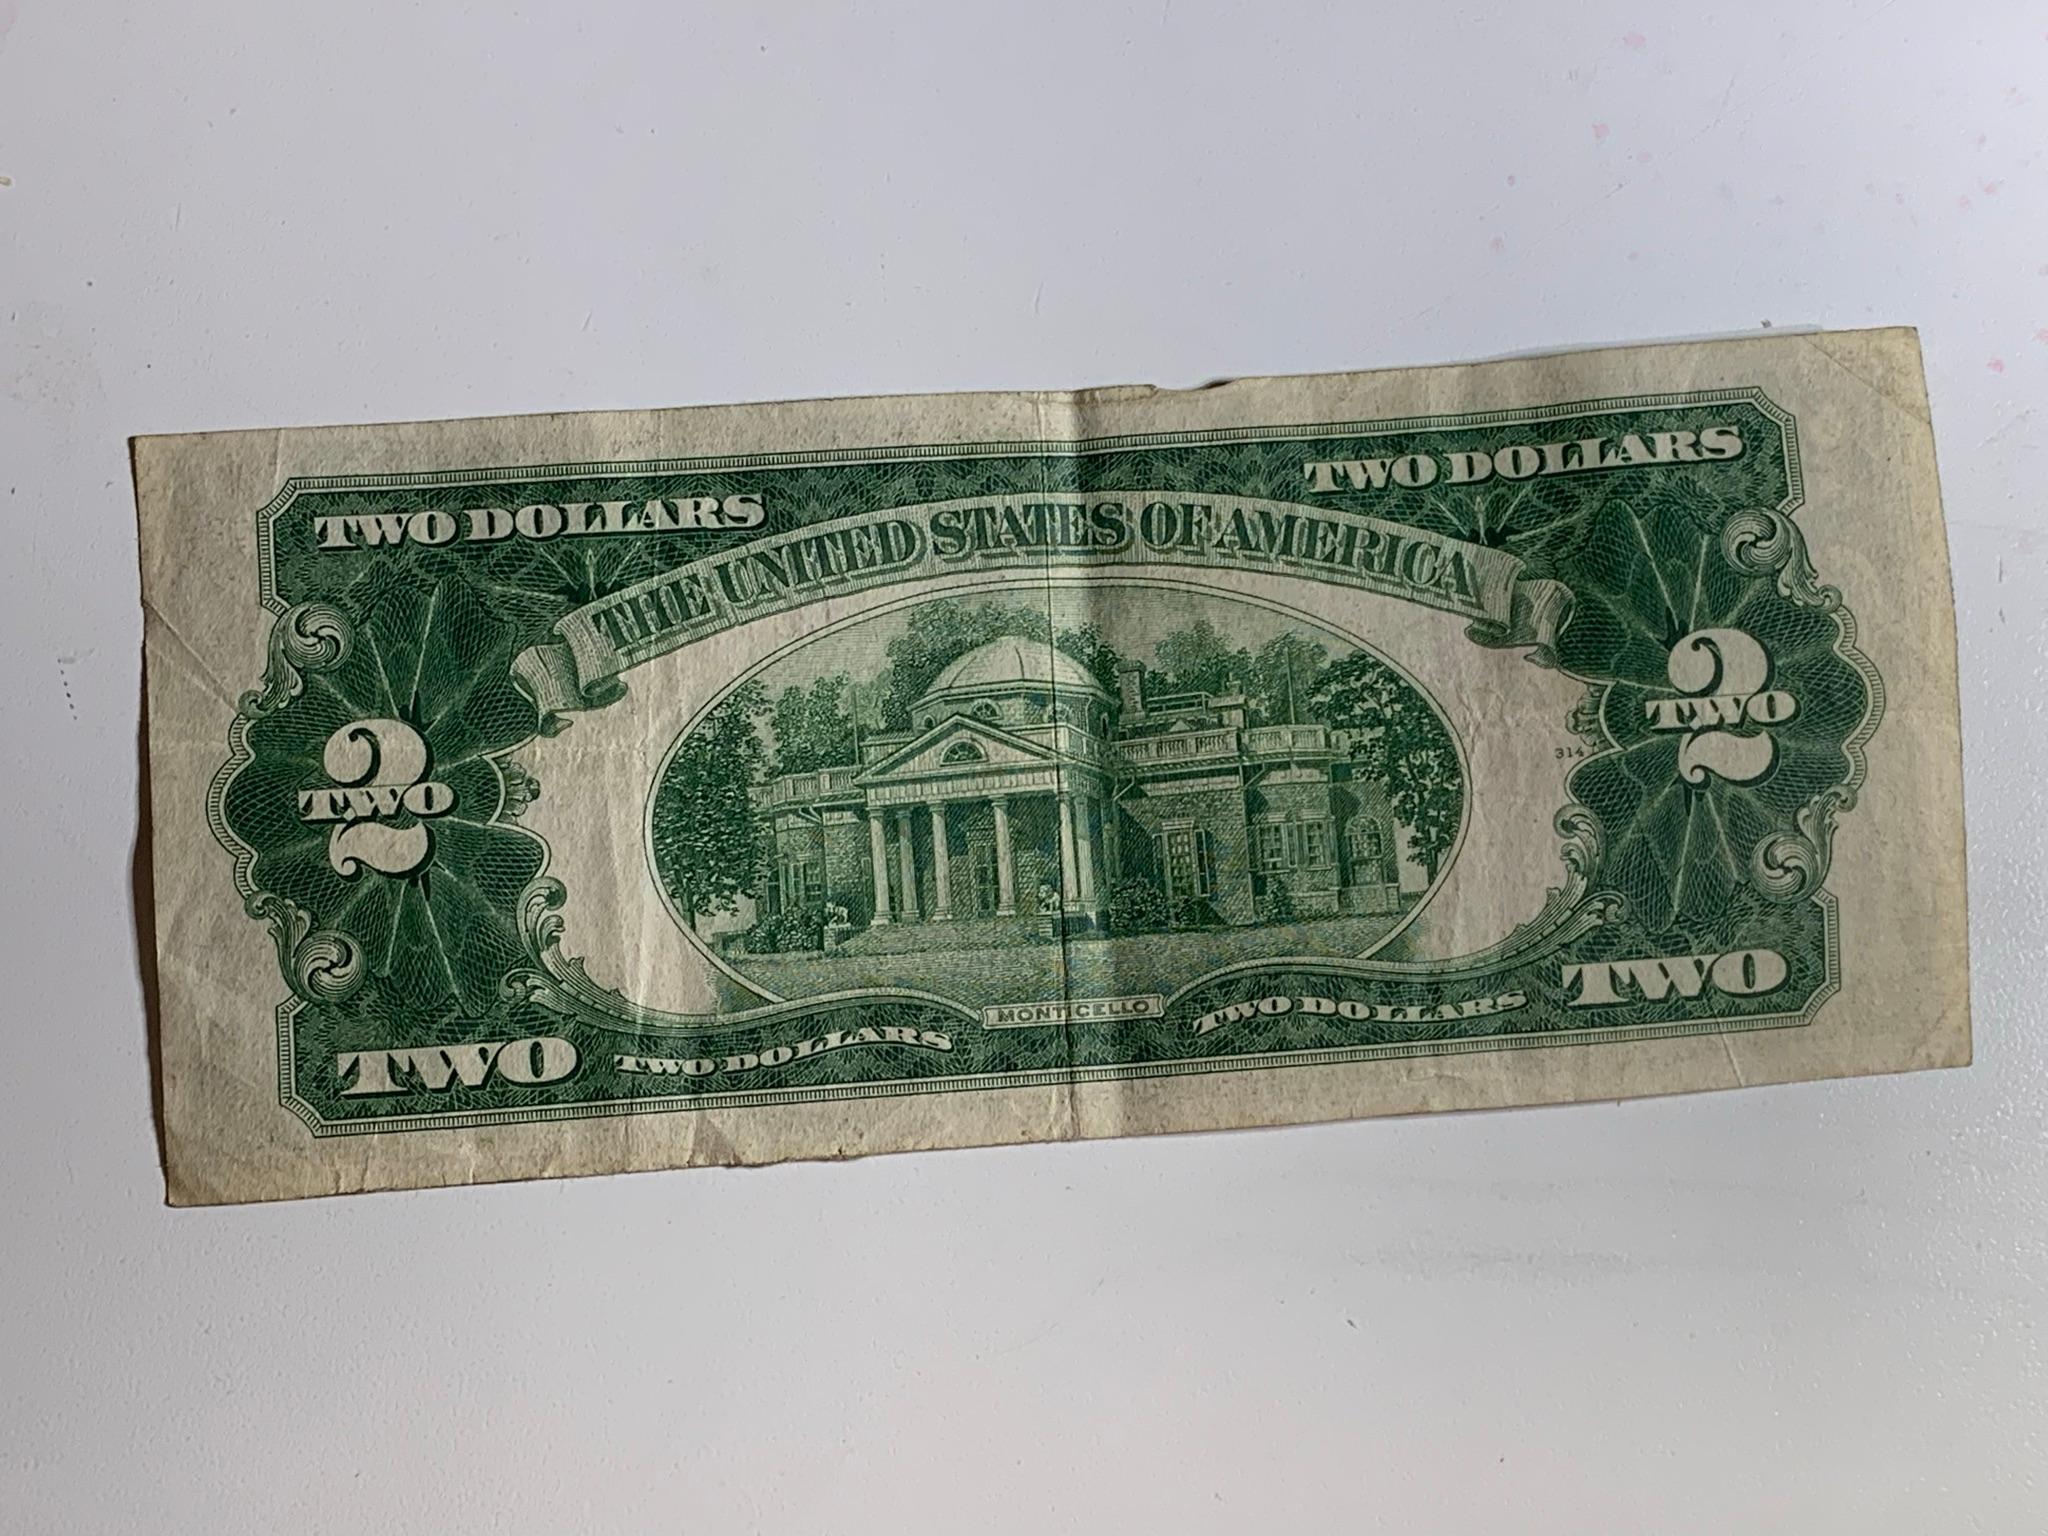 TWO DOLLARS
TWO DOLLARS
THE UNITED STATES OF AMERICA
2
TWO
2
TWO
314
MONTICELLO
TWO
TWO DOLLARS
TWO DOLLARS
TWO